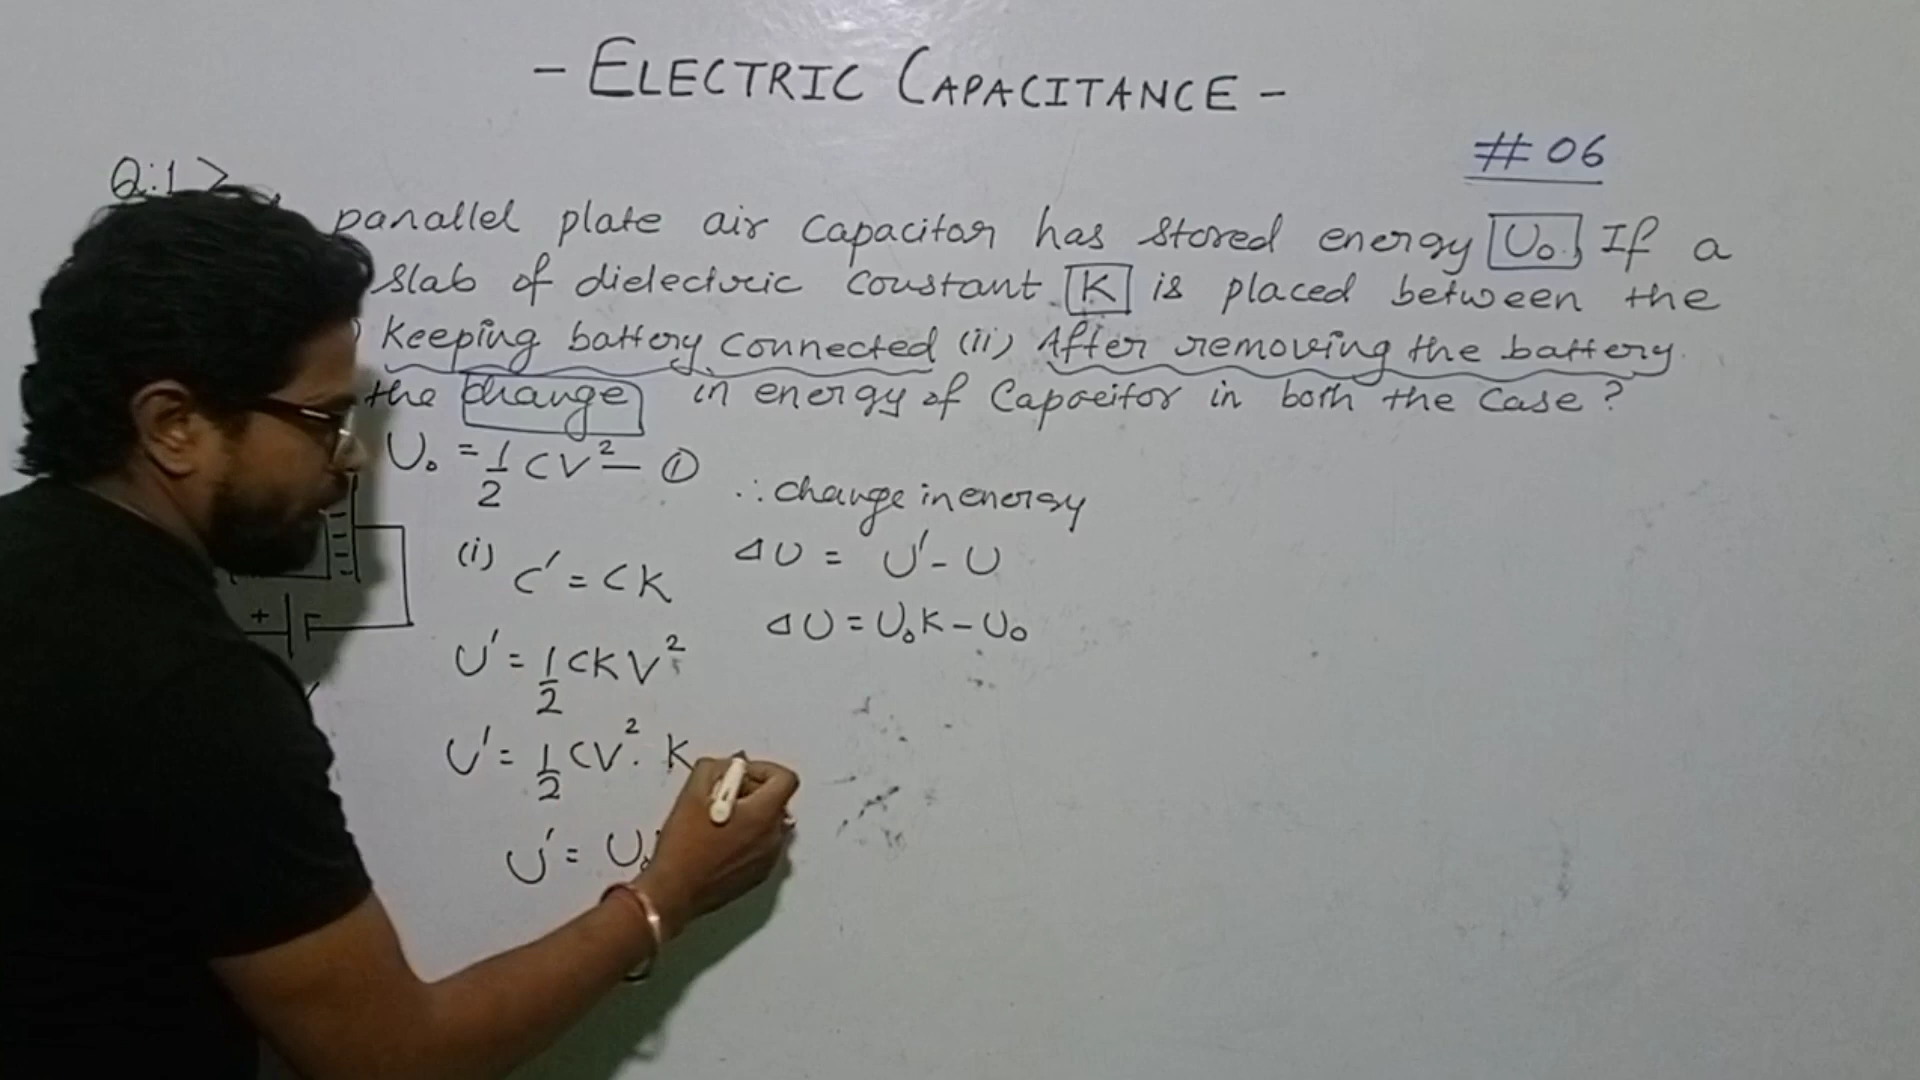 - ELECTRIC CAPACITANCE -
# 06
Q:1 >
parallel plate air capacitor has stored energy U₀. If a
slab of dielectric constant K is placed between the
) Keeping battery connected (ii) After removing the battery
the change in energy of Capacitor in both the case ?
U₀ = 1/2 CV² — ①
∴ change in energy
(i) C' = CK
ΔU = U' - U
ΔU = U₀K - U₀
+
U' = 1/2 CKV²
U' = 1/2 CV². K
U' = U₀